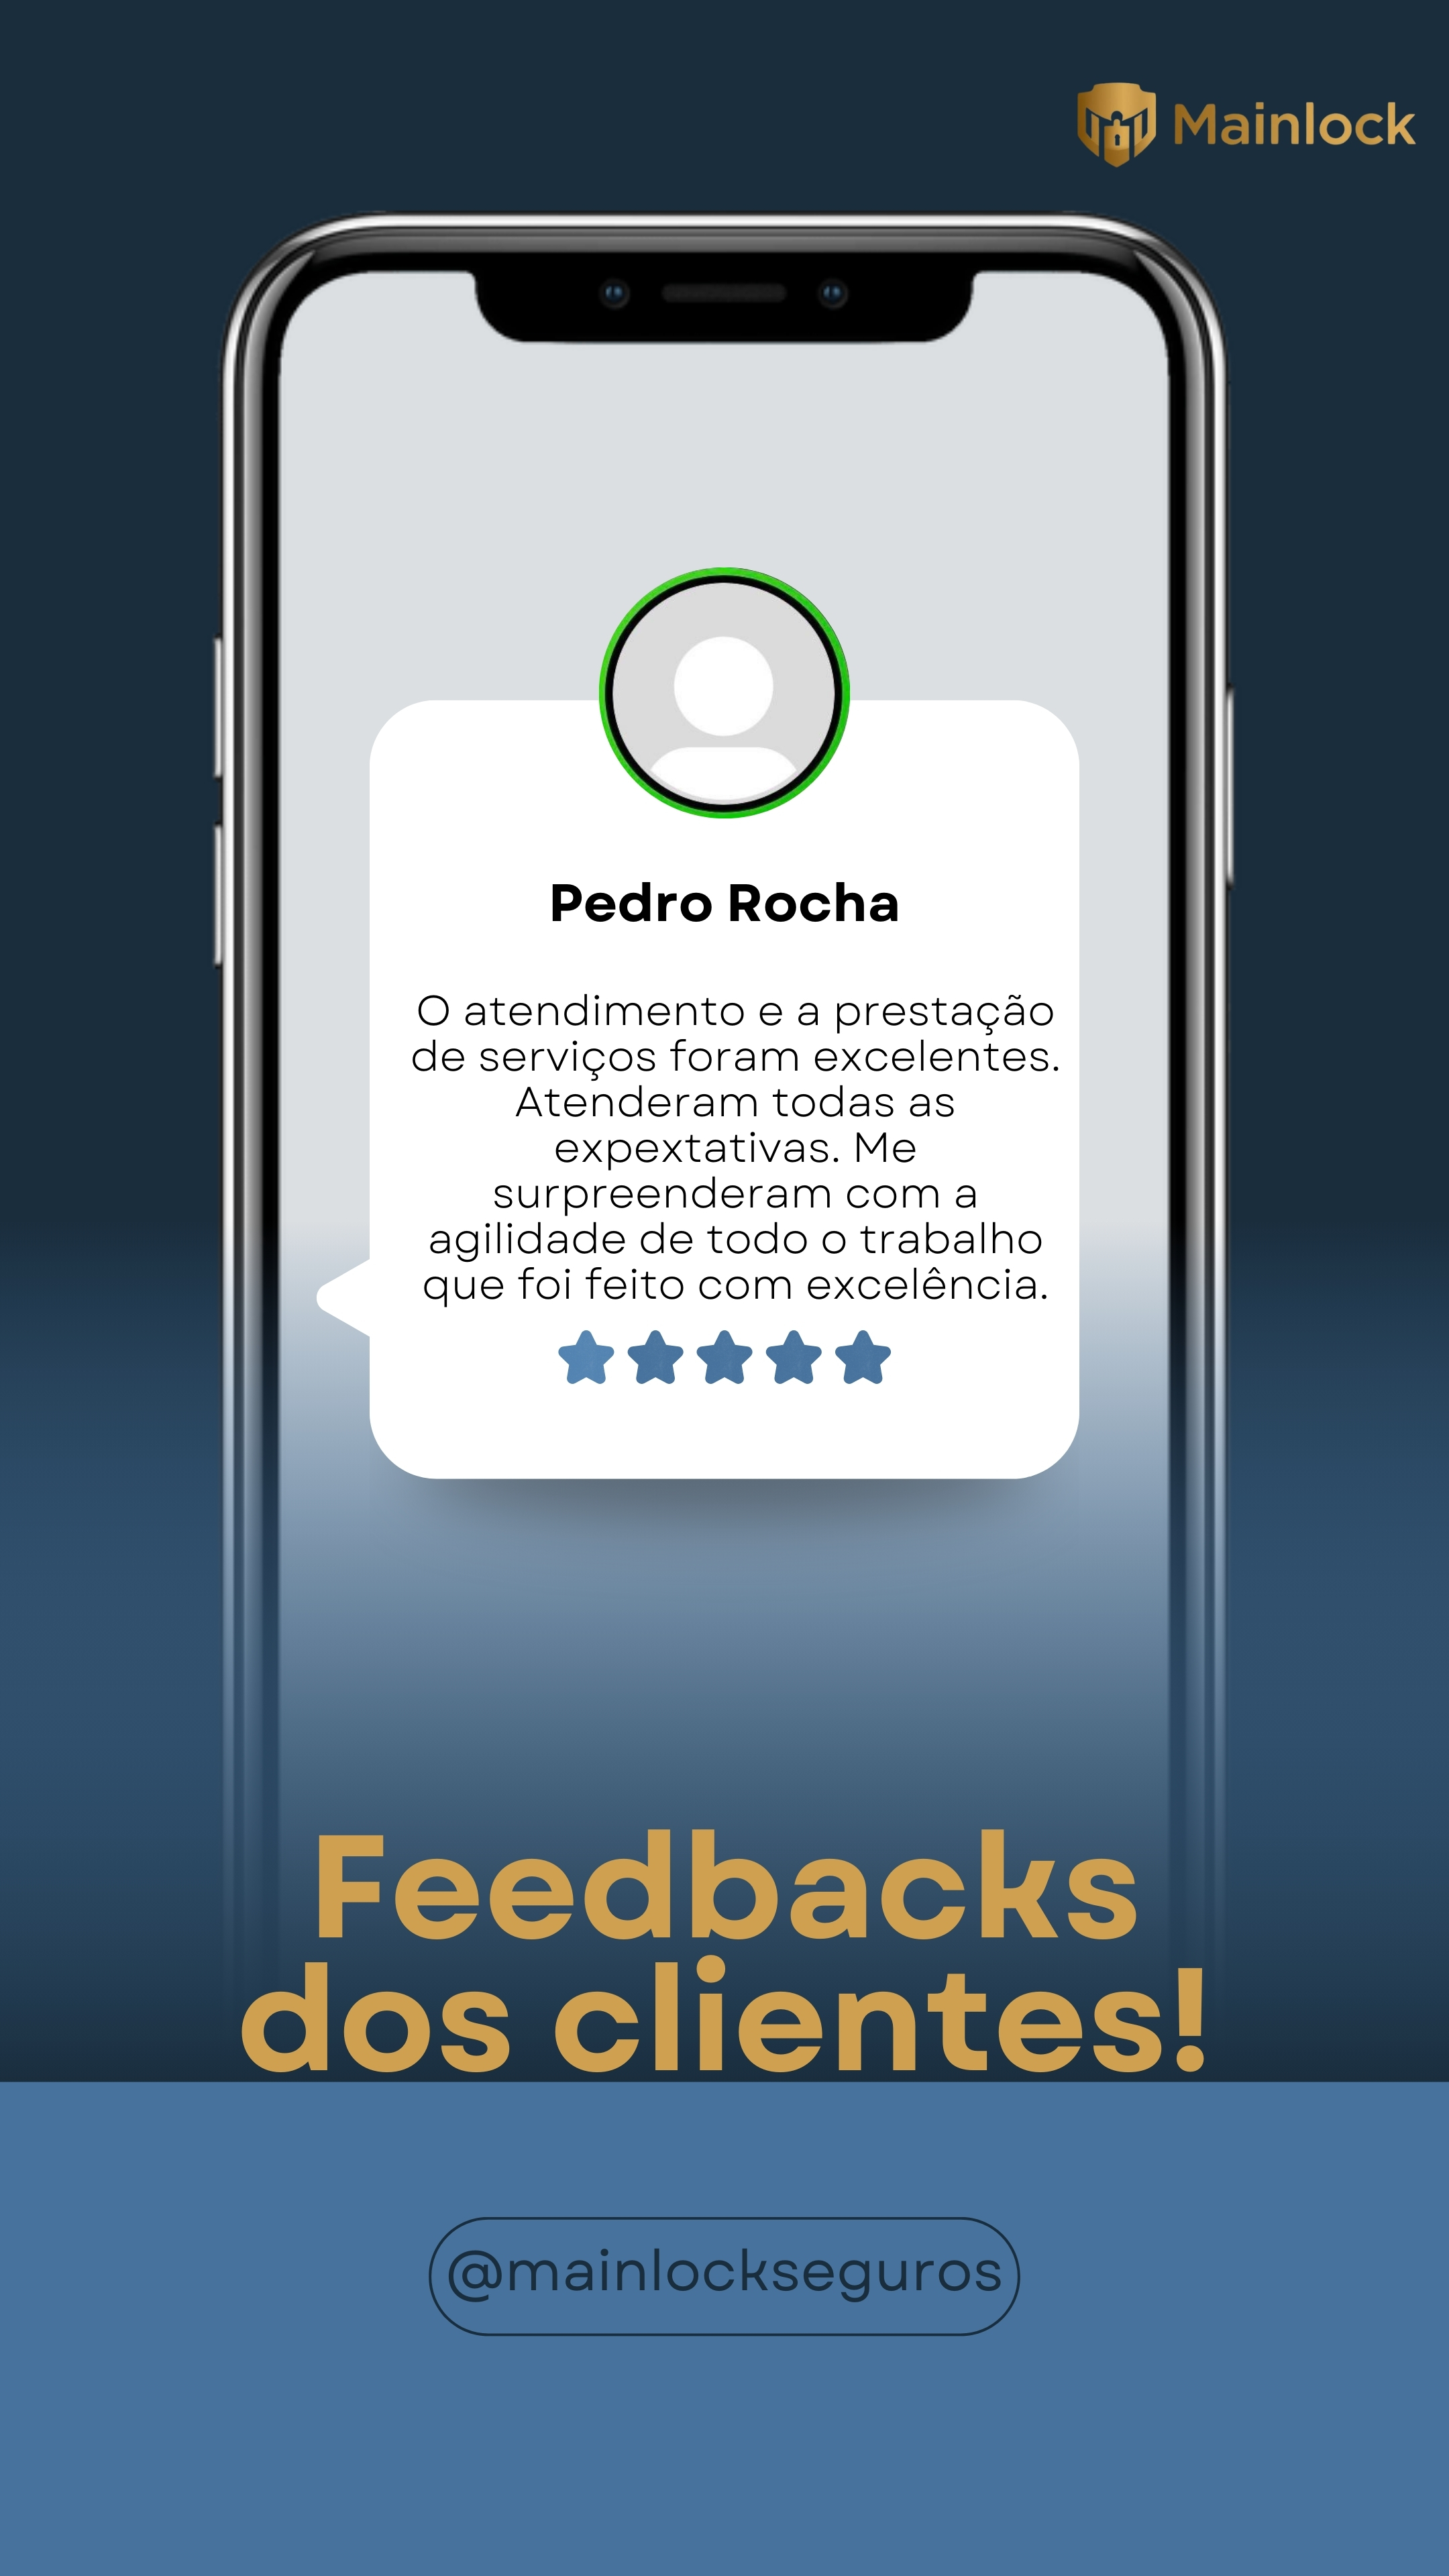 Mainlock
Pedro Rocha
O atendimento e a prestação
de serviços foram excelentes.
Atenderam todas as
expextativas. Me
surpreenderam com a
agilidade de todo o trabalho
que foi feito com excelência.
Feedbacks
dos clientes!
@mainlockseguros